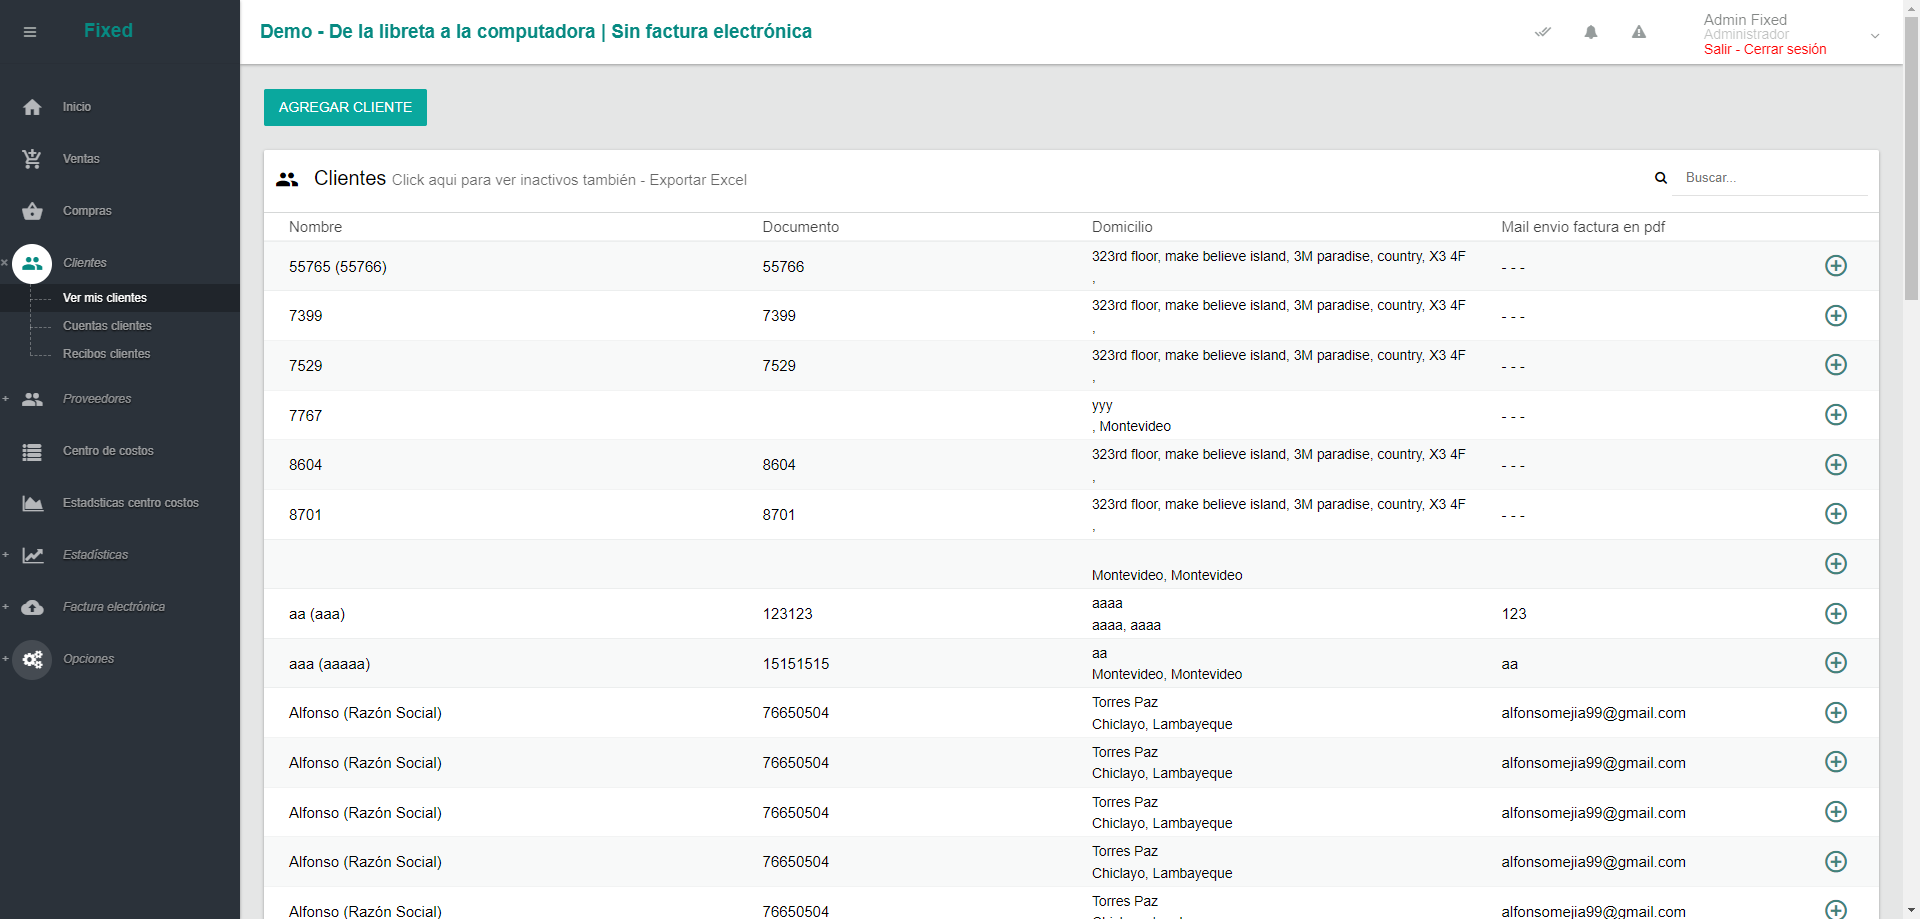 Fixed
Demo - De la libreta a la computadora | Sin factura electrónica
Admin Fixed
Administrador
Salir - Cerrar sesión
Inicio
Ventas
Compras
Clientes
Ver mis clientes
Cuentas clientes
Recibos clientes
Proveedores
Centro de costos
Estadsticas centro costos
Estadísticas
Factura electrónica
Opciones
AGREGAR CLIENTE
Clientes Click aqui para ver inactivos también - Exportar Excel
Buscar...
Nombre Documento Domicilio Mail envio factura en pdf
55765 (55766) 55766 323rd floor, make believe island, 3M paradise, country, X3 4F - - -
,
7399 7399 323rd floor, make believe island, 3M paradise, country, X3 4F - - -
,
7529 7529 323rd floor, make believe island, 3M paradise, country, X3 4F - - -
,
7767 yyy - - -
, Montevideo
8604 8604 323rd floor, make believe island, 3M paradise, country, X3 4F - - -
,
8701 8701 323rd floor, make believe island, 3M paradise, country, X3 4F - - -
,
Montevideo, Montevideo
aa (aaa) 123123 aaaa 123
aaaa, aaaa
aaa (aaaaa) 15151515 aa aa
Montevideo, Montevideo
Alfonso (Razón Social) 76650504 Torres Paz alfonsomejia99@gmail.com
Chiclayo, Lambayeque
Alfonso (Razón Social) 76650504 Torres Paz alfonsomejia99@gmail.com
Chiclayo, Lambayeque
Alfonso (Razón Social) 76650504 Torres Paz alfonsomejia99@gmail.com
Chiclayo, Lambayeque
Alfonso (Razón Social) 76650504 Torres Paz alfonsomejia99@gmail.com
Chiclayo, Lambayeque
Alfonso (Razón Social) 76650504 Torres Paz alfonsomejia99@gmail.com